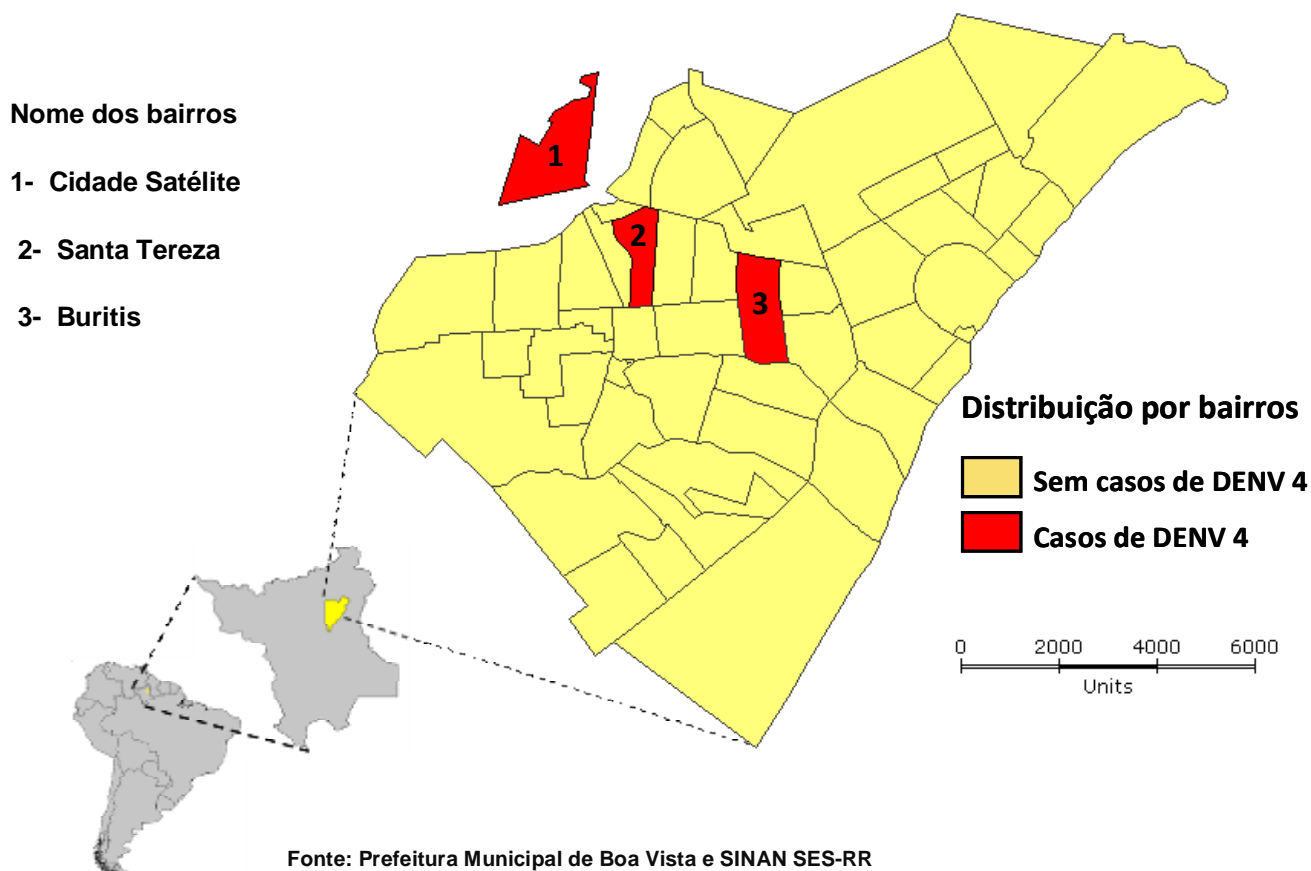 Nome dos bairros
1- Cidade Satélite
2- Santa Tereza
3- Buritis
1
2
3
Distribuição por bairros
Sem casos de DENV 4
Casos de DENV 4
0 2000 4000 6000
Units
Fonte: Prefeitura Municipal de Boa Vista e SINAN SES-RR